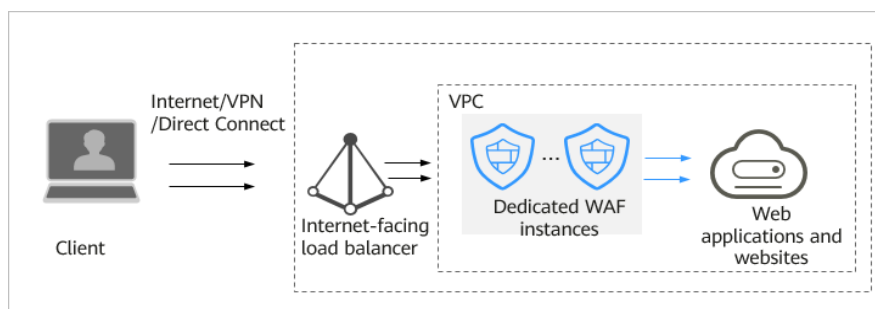 Internet/VPN
/Direct Connect
Client
Internet-facing
load balancer
VPC
...
Dedicated WAF
instances
Web
applications and
websites